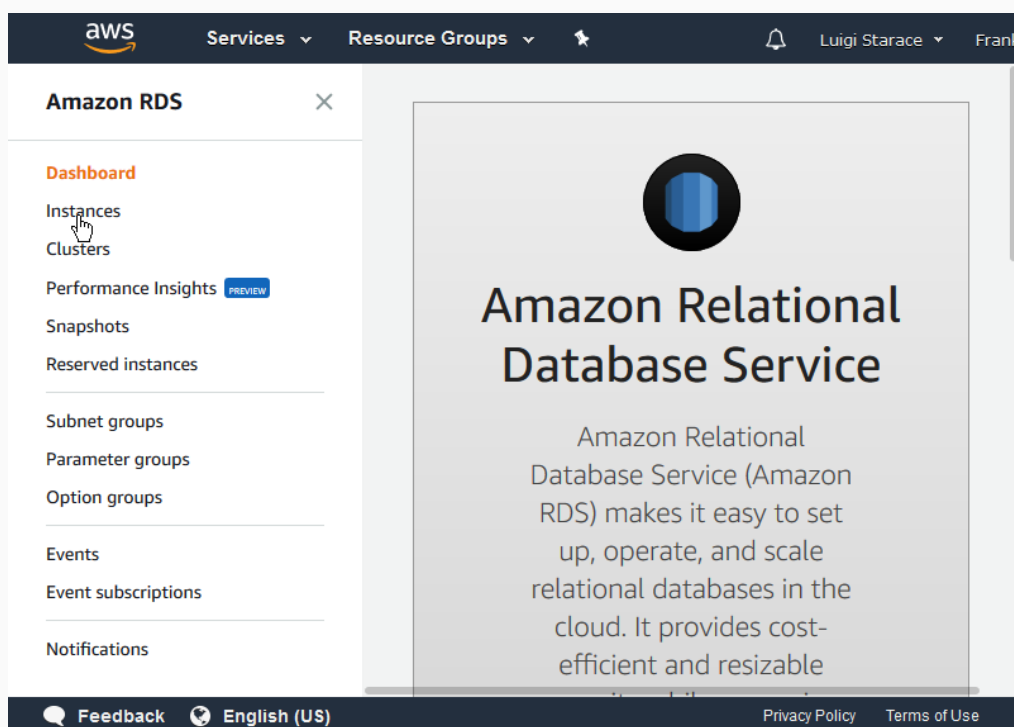 aws
Services
Resource Groups
Luigi Starace
Amazon RDS
Dashboard
Instances
Clusters
Performance Insights PREVIEW
Snapshots
Reserved instances
Subnet groups
Parameter groups
Option groups
Events
Event subscriptions
Notifications
Amazon Relational
Database Service
Amazon Relational
Database Service (Amazon
RDS) makes it easy to set
up, operate, and scale
relational databases in the
cloud. It provides cost-
efficient and resizable
Feedback
English (US)
Privacy Policy
Terms of Use